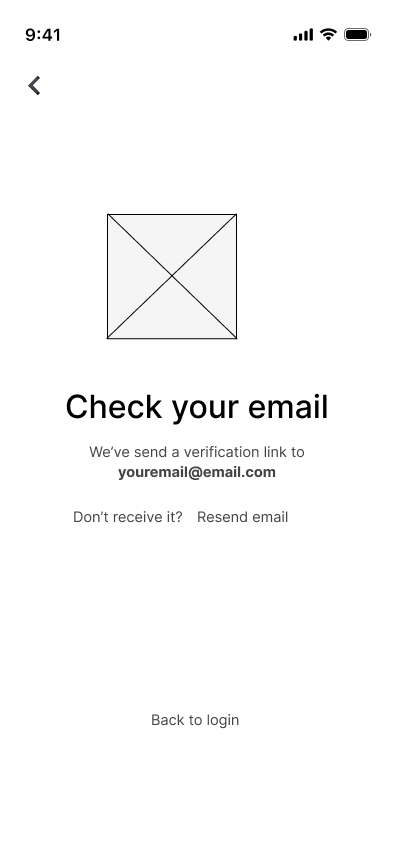 9:41
Check your email
We’ve send a verification link to
youremail@email.com
Don’t receive it? Resend email
Back to login